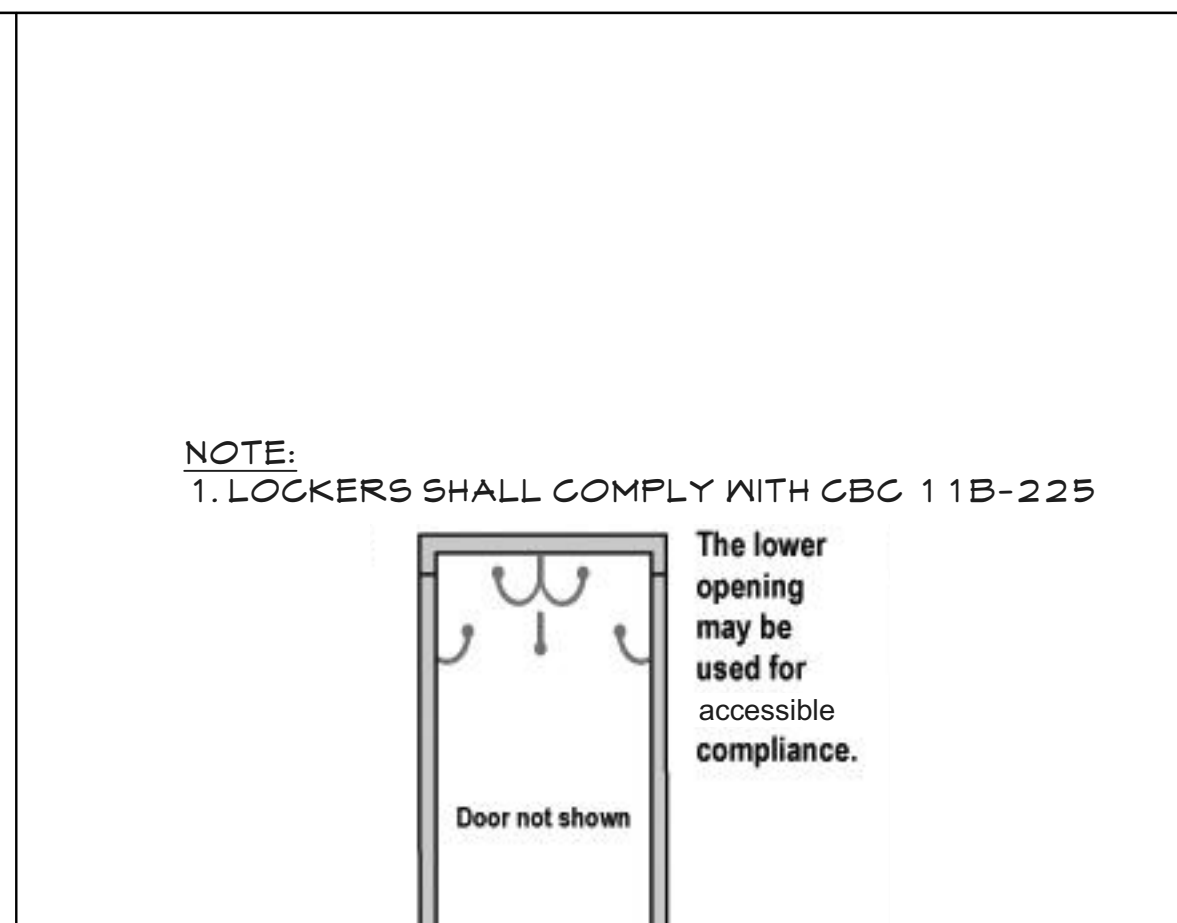 NOTE:
1. LOCKERS SHALL COMPLY WITH CBC 11B-225
The lower
opening
may be
used for
accessible
compliance.
Door not shown